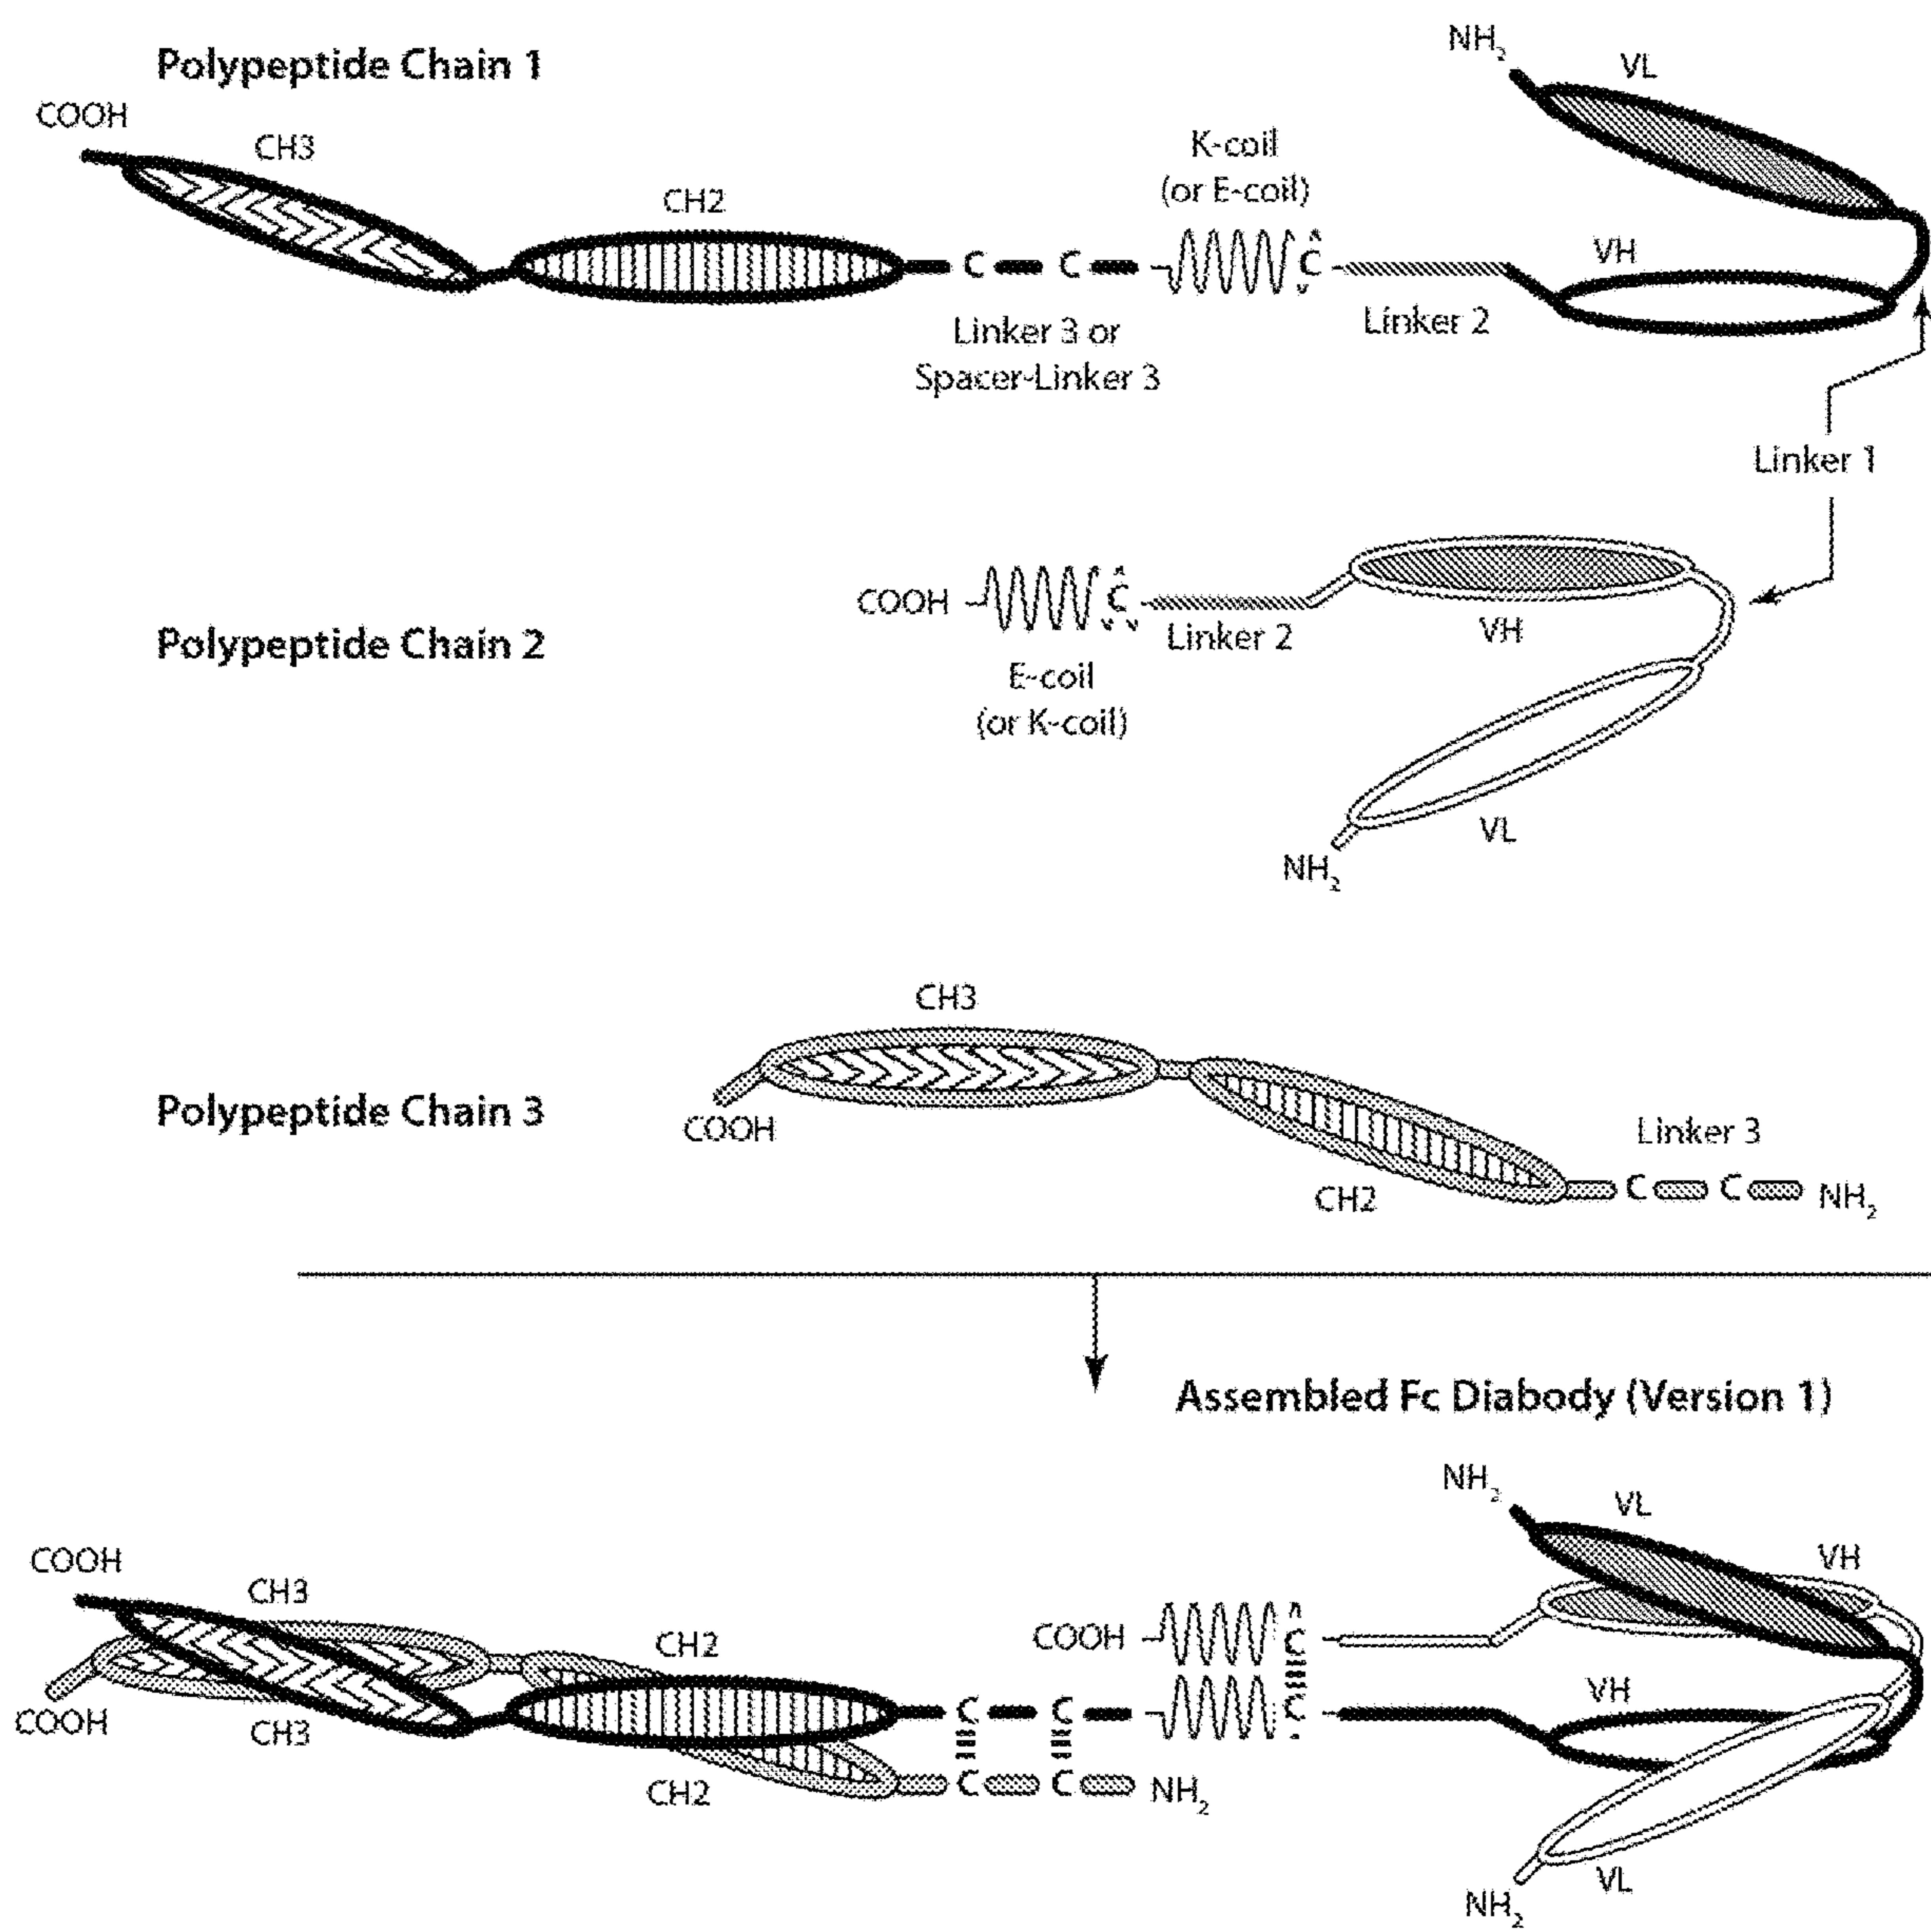 Polypeptide Chain 1
NH₂
VL
COOH
CH3
CH2
K-coil
(or E-coil)
VH
C C C
Linker 3 or
Spacer-Linker 3
Linker 2
Linker 1
Polypeptide Chain 2
COOH
C
Linker 2
VH
E-coil
(or K-coil)
VL
NH₂
Polypeptide Chain 3
CH3
COOH
CH2
Linker 3
C C NH₂
Assembled Fc Diabody (Version 1)
NH₂
VL
VH
COOH
CH3
CH2
COOH
C
VH
COOH
CH3
C C C
CH2
C C NH₂
VL
NH₂